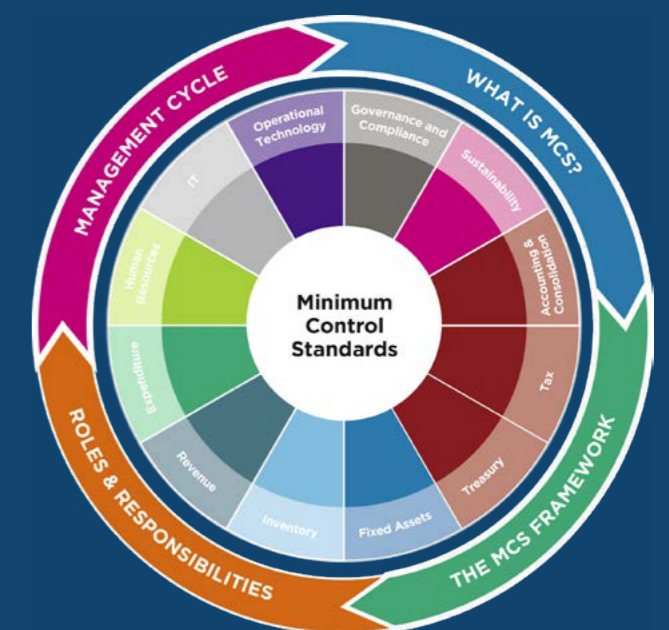 MANAGEMENT CYCLE
WHAT IS MCS?
THE MCS FRAMEWORK
ROLES & RESPONSIBILITIES
Operational
Technology
Governance and
Compliance
Sustainability
Accounting &
Consolidation
Tax
Treasury
Fixed Assets
Inventory
Revenue
Expenditure
Human
Resources
IT
Minimum
Control
Standards